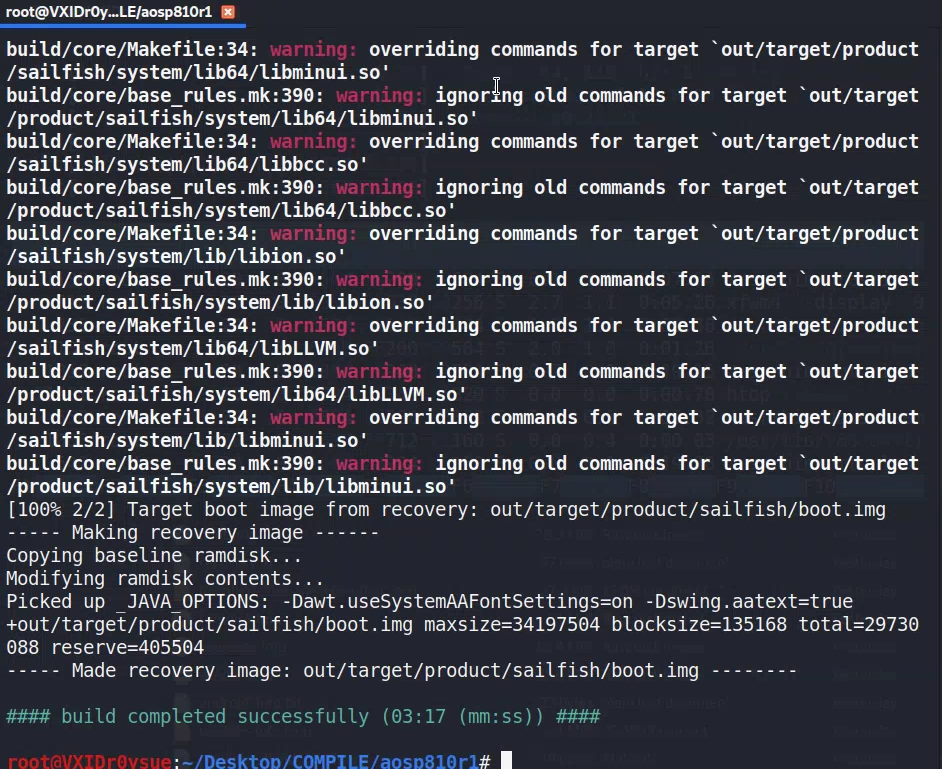 root@VXIDr0y...LE/aosp810r1
build/core/Makefile:34: warning: overriding commands for target `out/target/product
/sailfish/system/lib64/libminui.so'
build/core/base_rules.mk:390: warning: ignoring old commands for target `out/target
/product/sailfish/system/lib64/libminui.so'
build/core/Makefile:34: warning: overriding commands for target `out/target/product
/sailfish/system/lib64/libbcc.so'
build/core/base_rules.mk:390: warning: ignoring old commands for target `out/target
/product/sailfish/system/lib64/libbcc.so'
build/core/Makefile:34: warning: overriding commands for target `out/target/product
/sailfish/system/lib/libion.so'
build/core/base_rules.mk:390: warning: ignoring old commands for target `out/target
/product/sailfish/system/lib/libion.so'
build/core/Makefile:34: warning: overriding commands for target `out/target/product
/sailfish/system/lib64/libLLVM.so'
build/core/base_rules.mk:390: warning: ignoring old commands for target `out/target
/product/sailfish/system/lib64/libLLVM.so'
build/core/Makefile:34: warning: overriding commands for target `out/target/product
/sailfish/system/lib/libminui.so'
build/core/base_rules.mk:390: warning: ignoring old commands for target `out/target
/product/sailfish/system/lib/libminui.so'
[100% 2/2] Target boot image from recovery: out/target/product/sailfish/boot.img
----- Making recovery image ------
Copying baseline ramdisk...
Modifying ramdisk contents...
Picked up _JAVA_OPTIONS: -Dawt.useSystemAAFontSettings=on -Dswing.aatext=true
+out/target/product/sailfish/boot.img maxsize=34197504 blocksize=135168 total=29730
088 reserve=405504
----- Made recovery image: out/target/product/sailfish/boot.img --------
#### build completed successfully (03:17 (mm:ss)) ####
root@VXIDr0ysue:~/Desktop/COMPILE/aosp810r1#